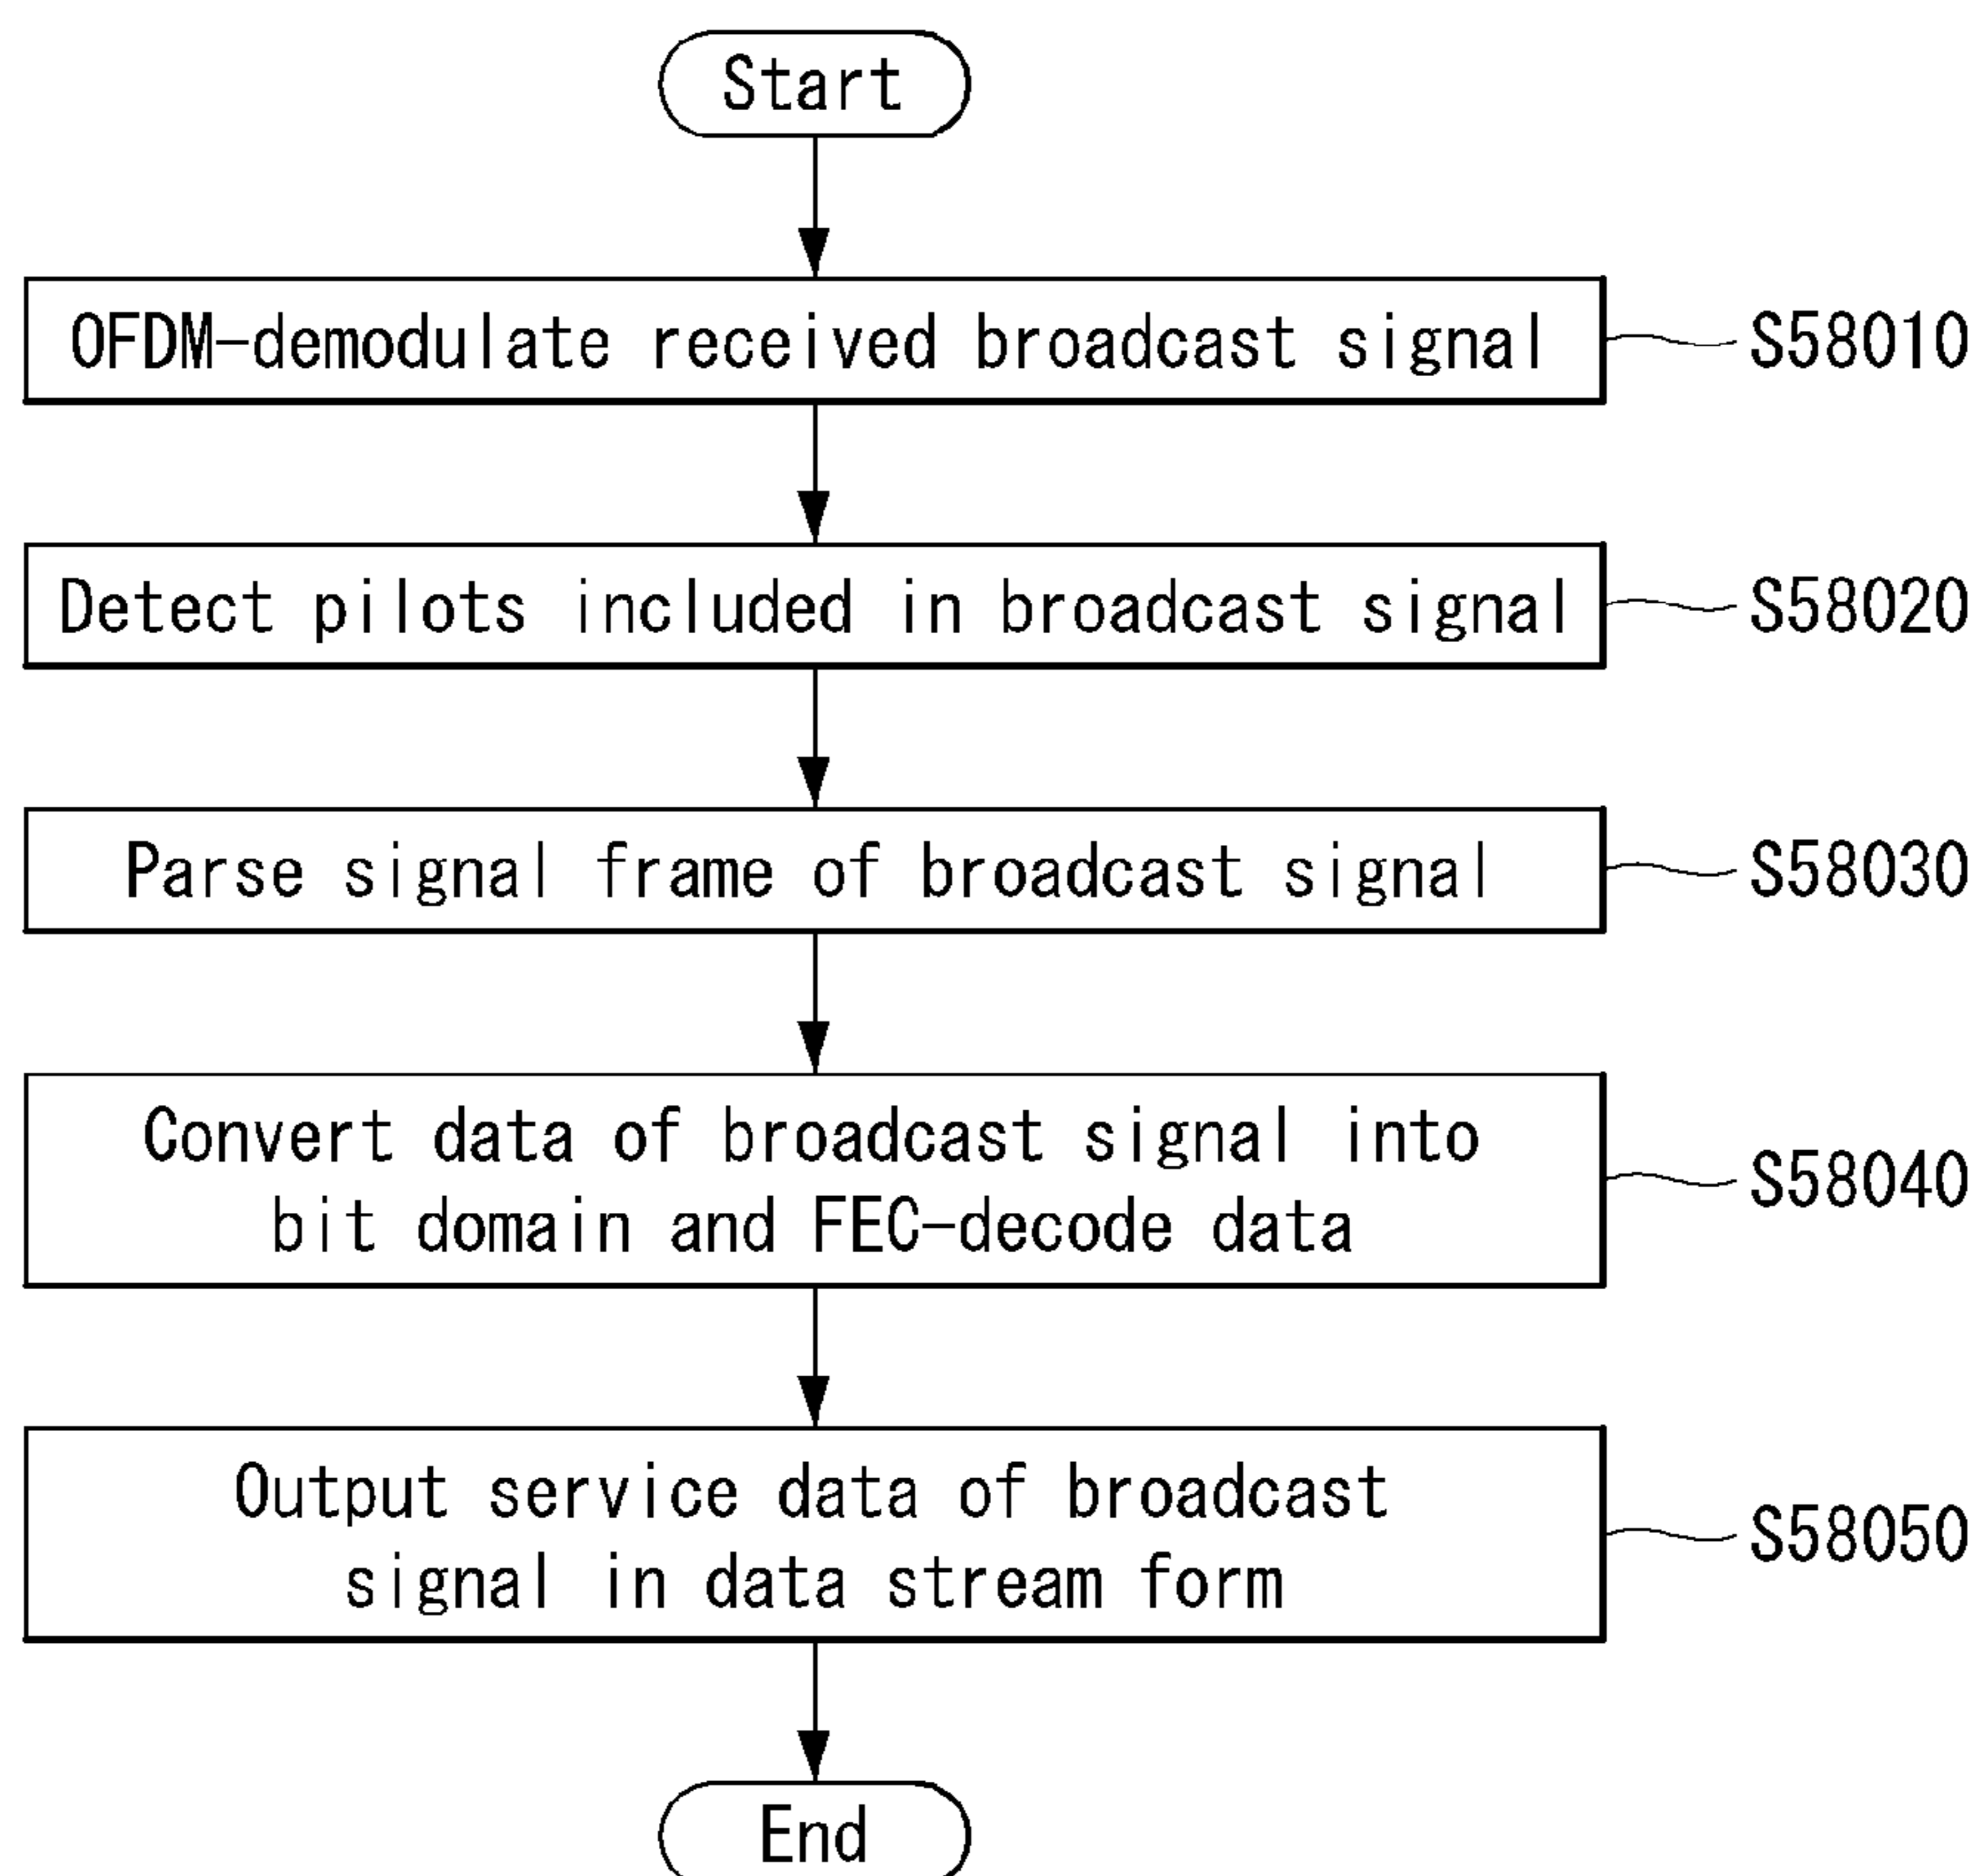 Start
OFDM-demodulate received broadcast signal
S58010
Detect pilots included in broadcast signal
S58020
Parse signal frame of broadcast signal
S58030
Convert data of broadcast signal into
bit domain and FEC-decode data
S58040
Output service data of broadcast
signal in data stream form
S58050
End